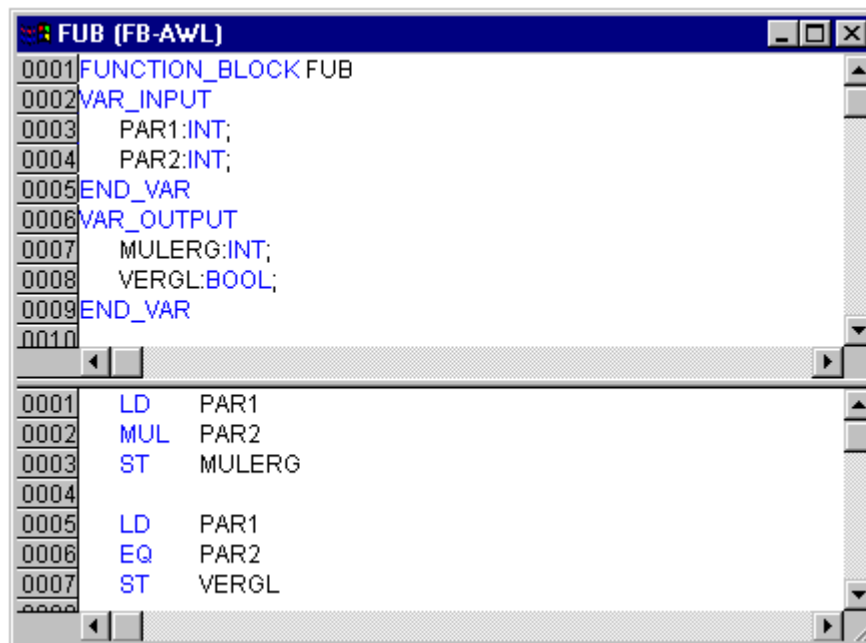 FUB (FB-AWL)
0001 FUNCTION_BLOCK FUB
0002 VAR_INPUT
0003 PAR1:INT;
0004 PAR2:INT;
0005 END_VAR
0006 VAR_OUTPUT
0007 MULERG:INT;
0008 VERGL:BOOL;
0009 END_VAR
0010
0001 LD PAR1
0002 MUL PAR2
0003 ST MULERG
0004
0005 LD PAR1
0006 EQ PAR2
0007 ST VERGL